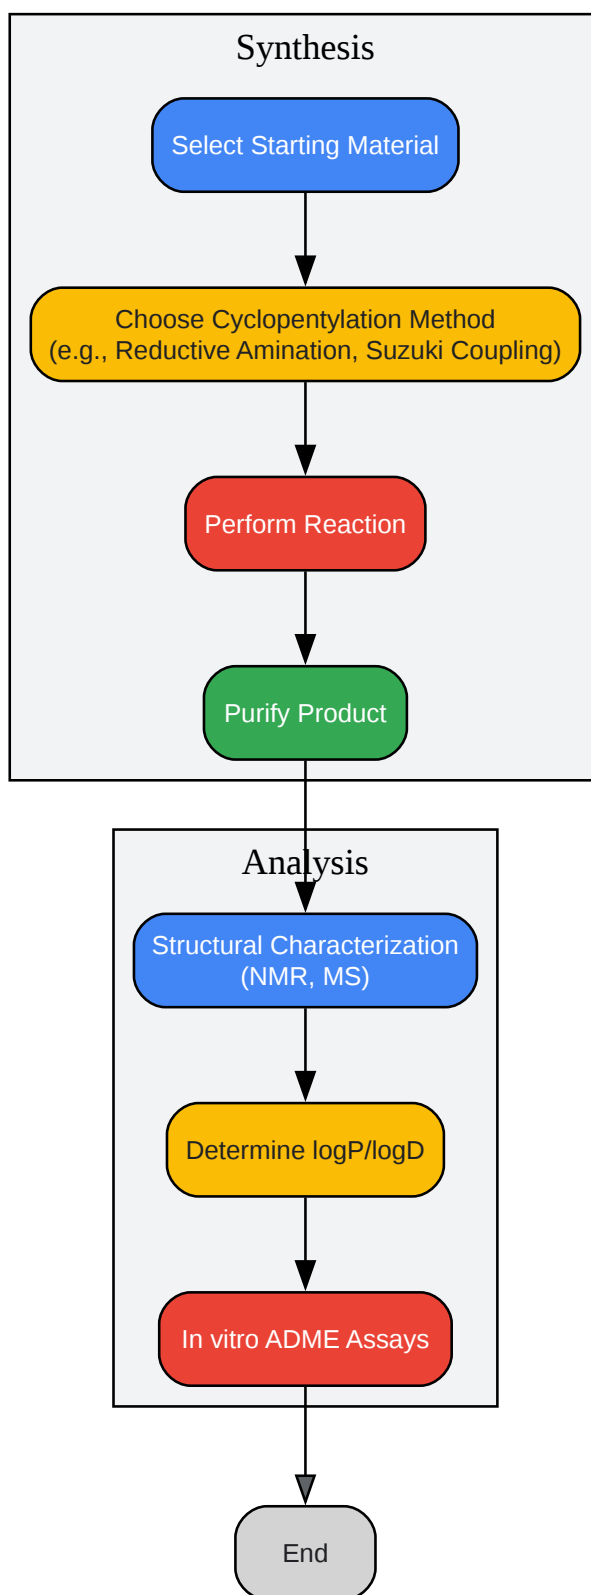 Synthesis
Select Starting Material
Choose Cyclopentylation Method
(e.g., Reductive Amination, Suzuki Coupling)
Perform Reaction
Purify Product
Analysis
Structural Characterization
(NMR, MS)
Determine logP/logD
In vitro ADME Assays
End